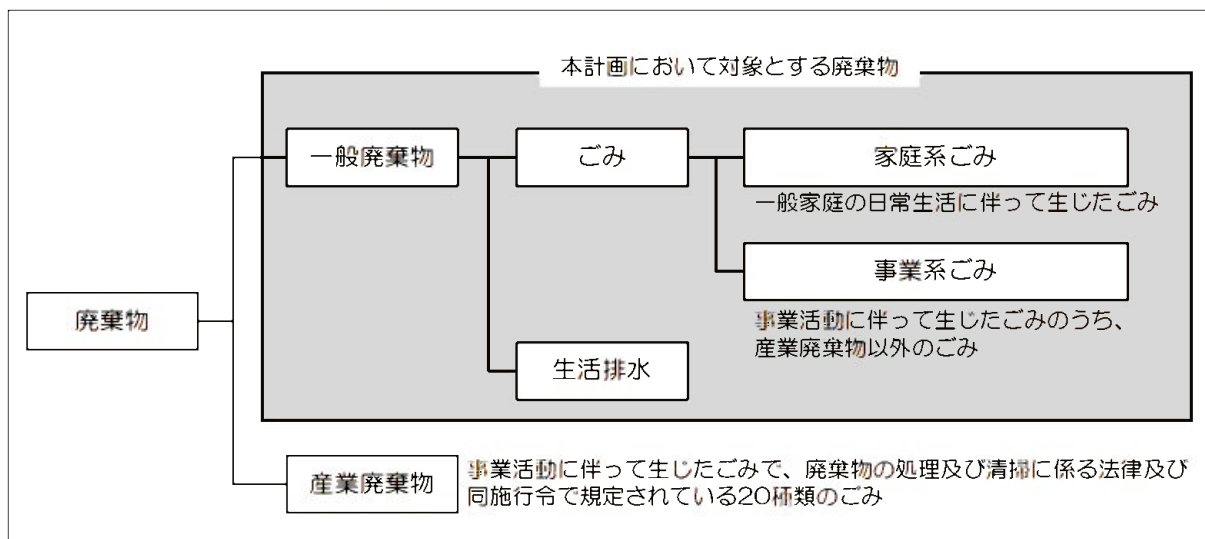 本計画において対象とする廃棄物
一般廃棄物
ごみ
家庭系ごみ
一般家庭の日常生活に伴って生じたごみ
事業系ごみ
事業活動に伴って生じたごみのうち、
産業廃棄物以外のごみ
廃棄物
生活排水
産業廃棄物
事業活動に伴って生じたごみで、廃棄物の処理及び清掃に係る法律及び
同施行令で規定されている20種類のごみ